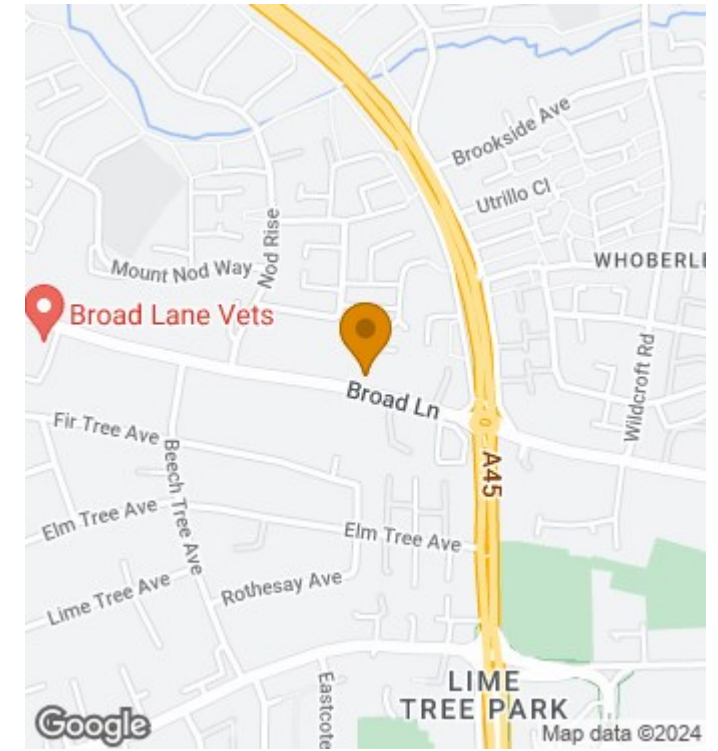 Brookside Ave
Utrillo Cl
Nod Rise
Mount Nod Way
WHOBERLE
Broad Lane Vets
Wildcroft Rd
Broad Ln
Fir Tree Ave
Beech Tree Ave
A45
Elm Tree Ave
Elm Tree Ave
Lime Tree Ave
Rothesay Ave
Eastcote
LIME
TREE PARK
Google
Map data ©2024